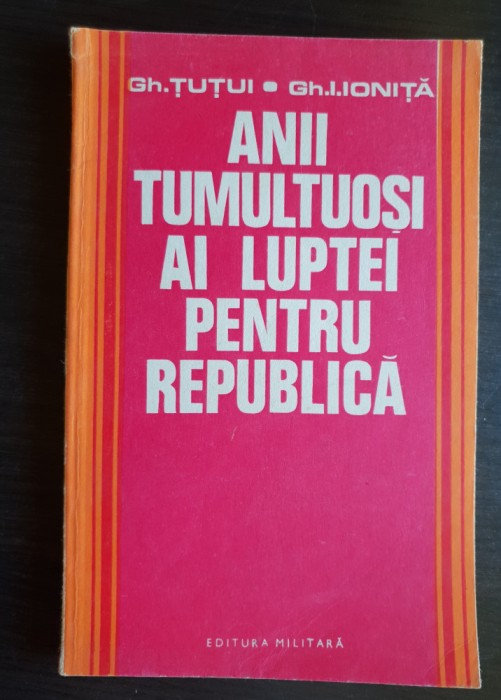 Gh. ȚUȚUI • Gh.I.IONIȚĂ
ANII
TUMULTUOȘI
AI LUPTEI
PENTRU
REPUBLICĂ
EDITURA MILITARĂ